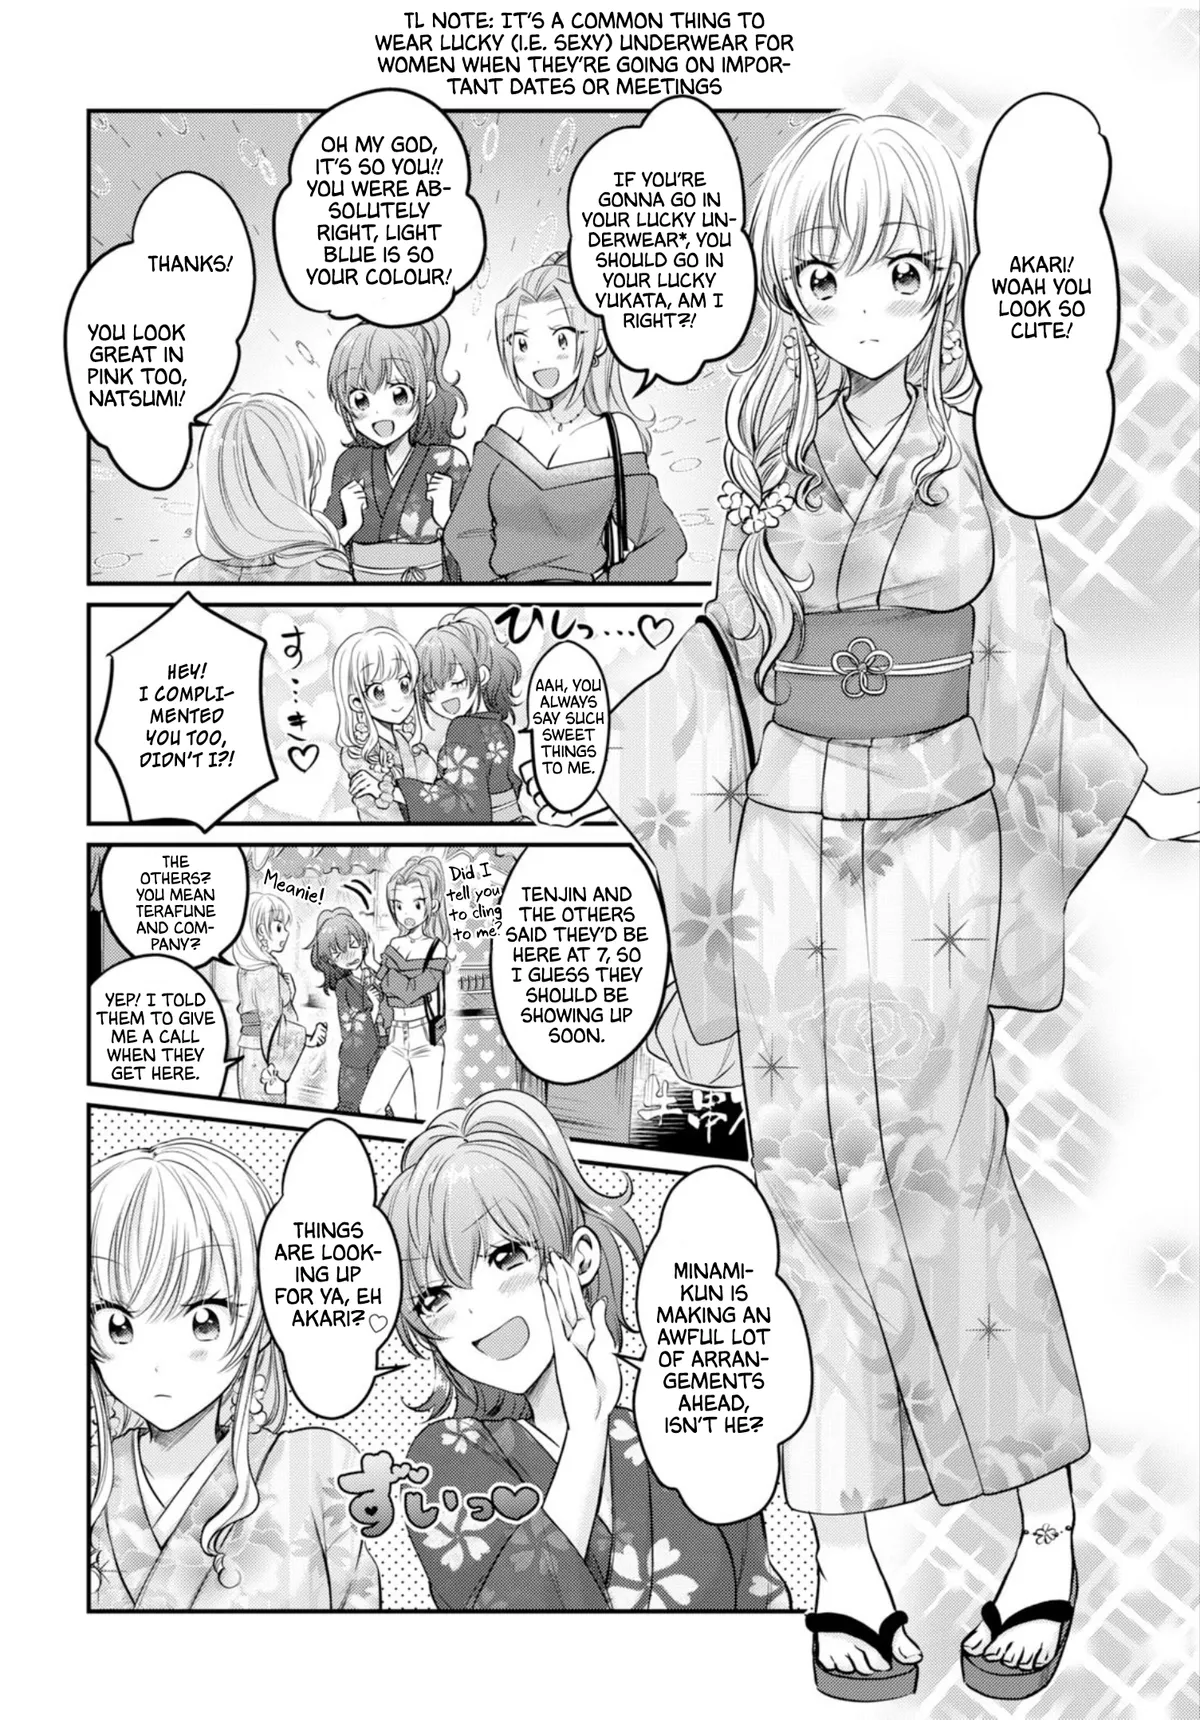 TL NOTE: IT'S A COMMON THING TO
WEAR LUCKY (I.E. SEXY) UNDERWEAR FOR
WOMEN WHEN THEY'RE GOING ON IMPOR-
TANT DATES OR MEETINGS
AKARI!
WOAH YOU
LOOK SO
CUTE!
IF YOU'RE
GONNA GO IN
YOUR LUCKY UN-
DERWEAR*, YOU
SHOULD GO IN
YOUR LUCKY
YUKATA, AM I
RIGHT?!
OH MY GOD,
IT'S SO YOU!!
YOU WERE AB-
SOLUTELY
RIGHT, LIGHT
BLUE IS SO
YOUR COLOUR!
THANKS!
YOU LOOK
GREAT IN
PINK TOO,
NATSUMI!
ひしっ…♡
AAH, YOU
ALWAYS
SAY SUCH
SWEET
THINGS
TO ME.
す…き♡
HEY!
I COMPLI-
MENTED
YOU TOO,
DIDN'T I?!
TENJIN AND
THE OTHERS
SAID THEY'D BE
HERE AT 7, SO
I GUESS THEY
SHOULD BE
SHOWING UP
SOON.
Did I
tell you
to cling
to me?
Meanie!
THE
OTHERS?
YOU MEAN
TERAFUNE
AND COM-
PANY?
YEP! I TOLD
THEM TO GIVE
ME A CALL
WHEN THEY
GET HERE.
牛串
MINAMI-
KUN IS
MAKING AN
AWFUL LOT
OF ARRAN-
GEMENTS
AHEAD,
ISN'T HE?
THINGS
ARE LOOK-
ING UP
FOR YA, EH
AKARI?♡
ずいっ♡